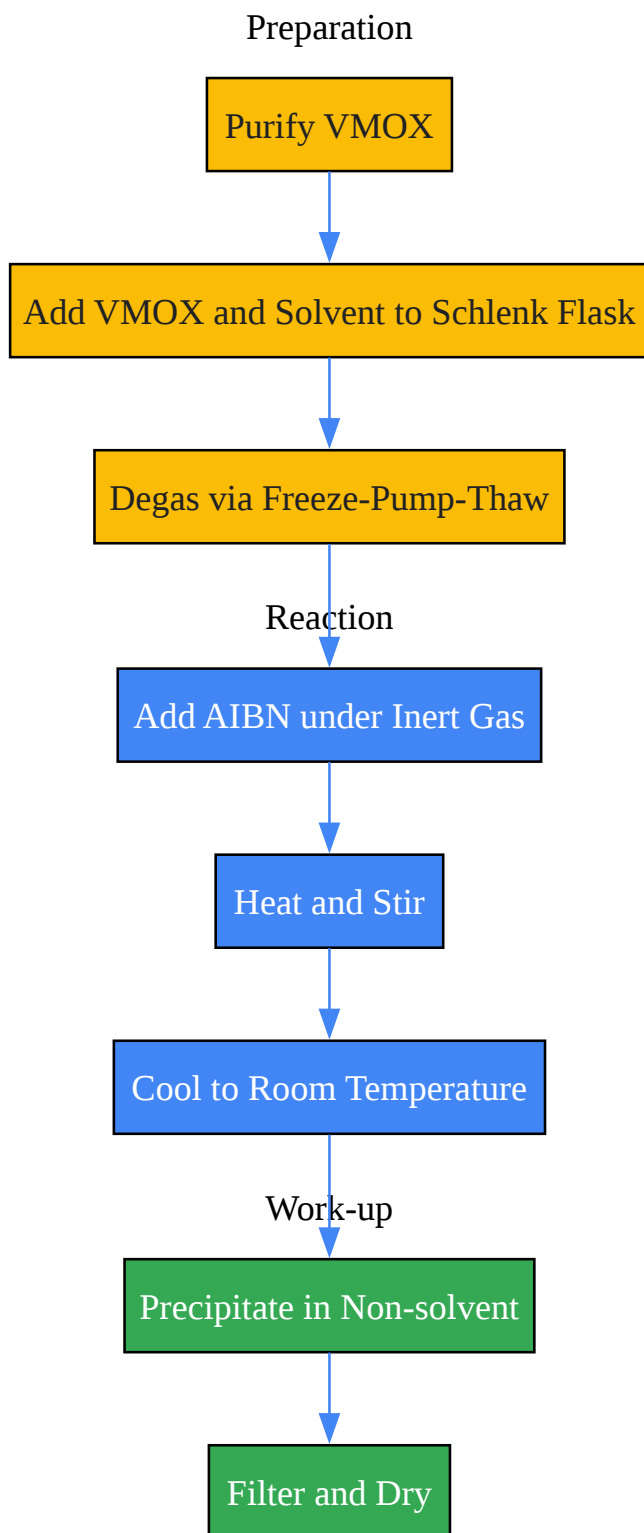 Preparation
Purify VMOX
Add VMOX and Solvent to Schlenk Flask
Degas via Freeze-Pump-Thaw
Reaction
Add AIBN under Inert Gas
Heat and Stir
Cool to Room Temperature
Work-up
Precipitate in Non-solvent
Filter and Dry